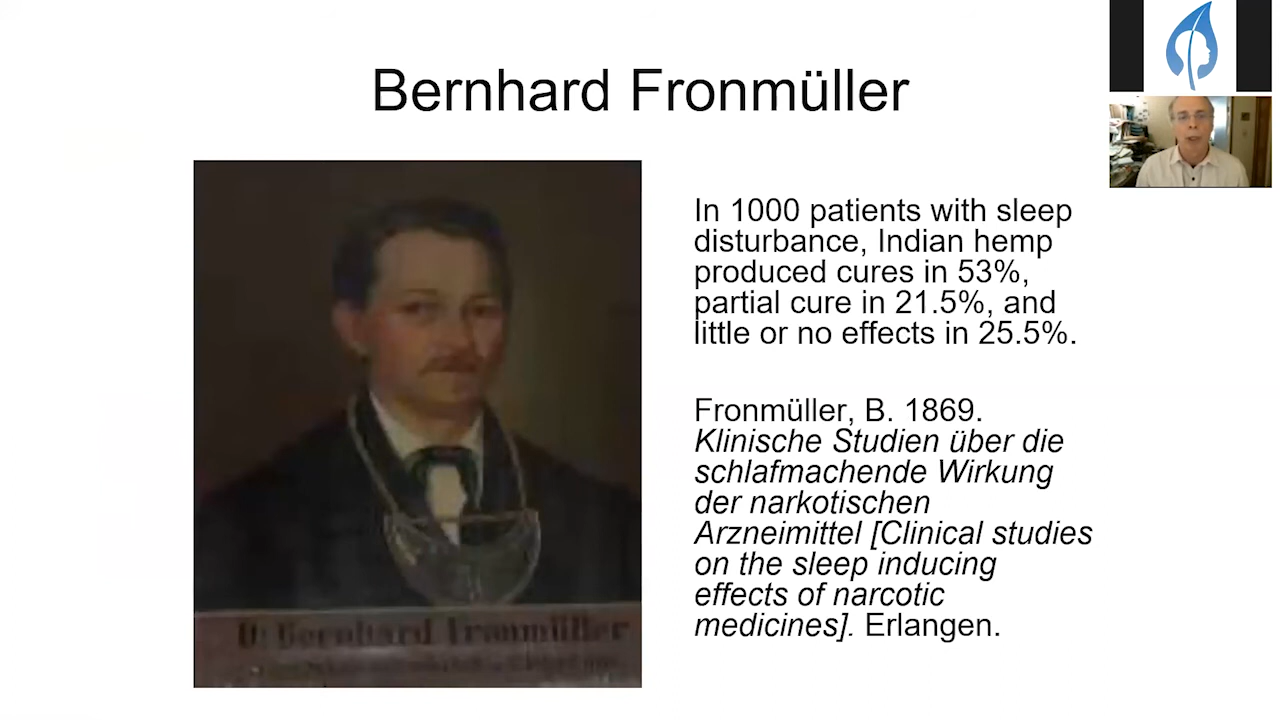 Bernhard Fronmüller
In 1000 patients with sleep
disturbance, Indian hemp
produced cures in 53%,
partial cure in 21.5%, and
little or no effects in 25.5%.
Fronmüller, B. 1869.
Klinische Studien über die
schlafmachende Wirkung
der narkotischen
Arzneimittel [Clinical studies
on the sleep inducing
effects of narcotic
medicines]. Erlangen.
Bernhard Fronmüller